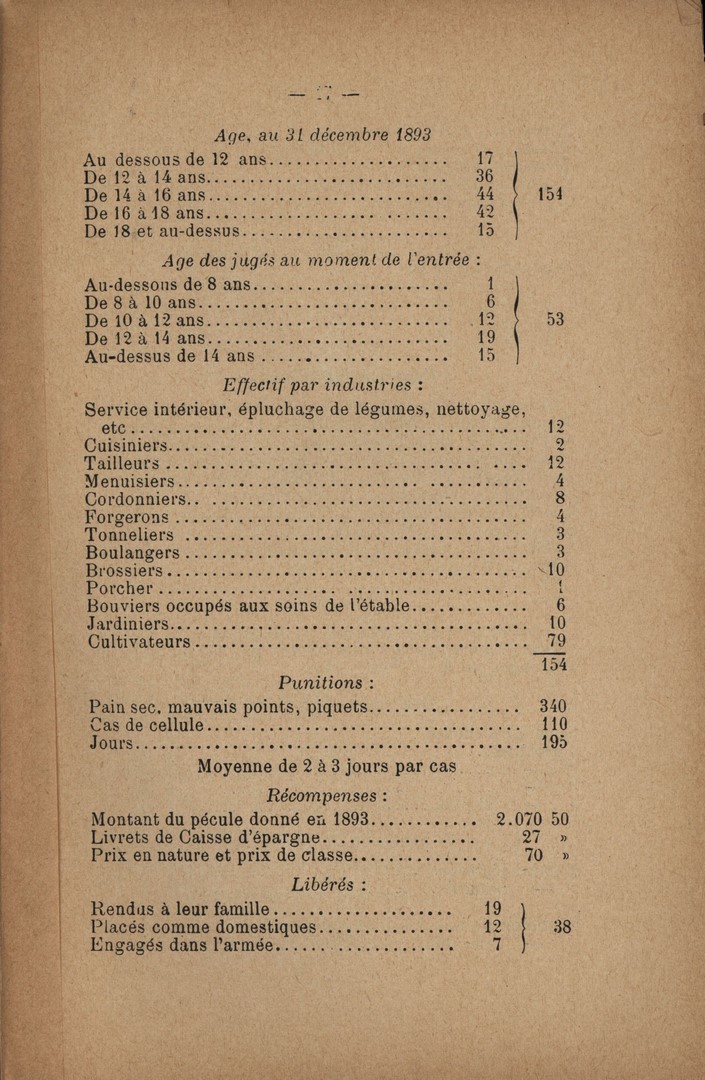 Age, au 31 décembre 1893
Au dessous de 12 ans.................... 17
De 12 à 14 ans.......................... 36
De 14 à 16 ans.......................... 44 154
De 16 à 18 ans.......................... 42
De 18 et au-dessus...................... 15
Age des jugés au moment de l'entrée :
Au-dessous de 8 ans..................... 1
De 8 à 10 ans........................... 6
De 10 à 12 ans.......................... 12 53
De 12 à 14 ans.......................... 19
Au-dessus de 14 ans .................... 15
Effectif par industries :
Service intérieur, épluchage de légumes, nettoyage,
etc .................................... 12
Cuisiniers.............................. 2
Tailleurs .............................. 12
Menuisiers.............................. 4
Cordonniers.. .......................... 8
Forgerons .............................. 4
Tonneliers ............................. 3
Boulangers ............................. 3
Brossiers............................... 10
Porcher ................................ 1
Bouviers occupés aux soins de l'étable............. 6
Jardiniers.............................. 10
Cultivateurs............................ 79
154
Punitions :
Pain sec, mauvais points, piquets................. 340
Cas de cellule.................................. 110
Jours........................................... 195
Moyenne de 2 à 3 jours par cas
Récompenses :
Montant du pécule donné en 1893............ 2.070 50
Livrets de Caisse d'épargne................. 27 »
Prix en nature et prix de classe.............. 70 »
Libérés :
Rendus à leur famille.................... 19
Placés comme domestiques............... 12 38
Engagés dans l'armée.................... 7